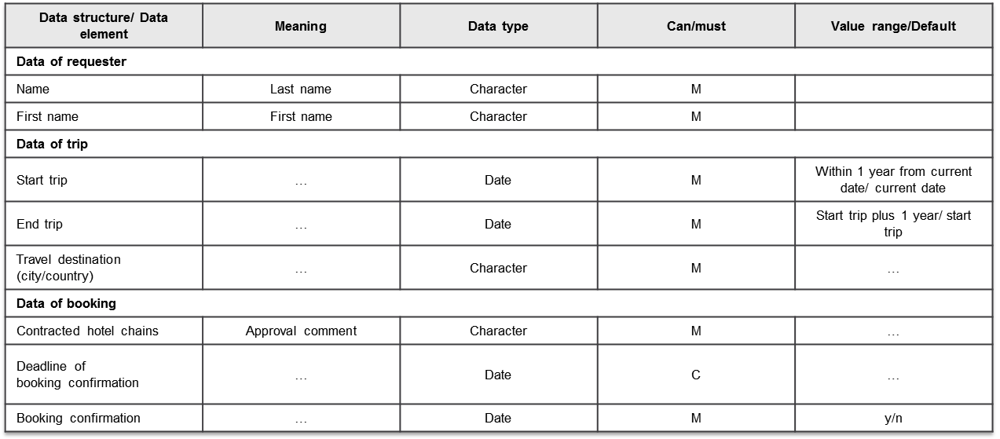 Data structure/ Data
element
Meaning
Data type
Can/must
Value range/Default
Data of requester
Name
Last name
Character
M
First name
First name
Character
M
Data of trip
Start trip
…
Date
M
Within 1 year from current
date/ current date
End trip
…
Date
M
Start trip plus 1 year/ start
trip
Travel destination
(city/country)
…
Character
M
…
Data of booking
Contracted hotel chains
Approval comment
Character
M
…
Deadline of
booking confirmation
…
Date
C
…
Booking confirmation
…
Date
M
y/n